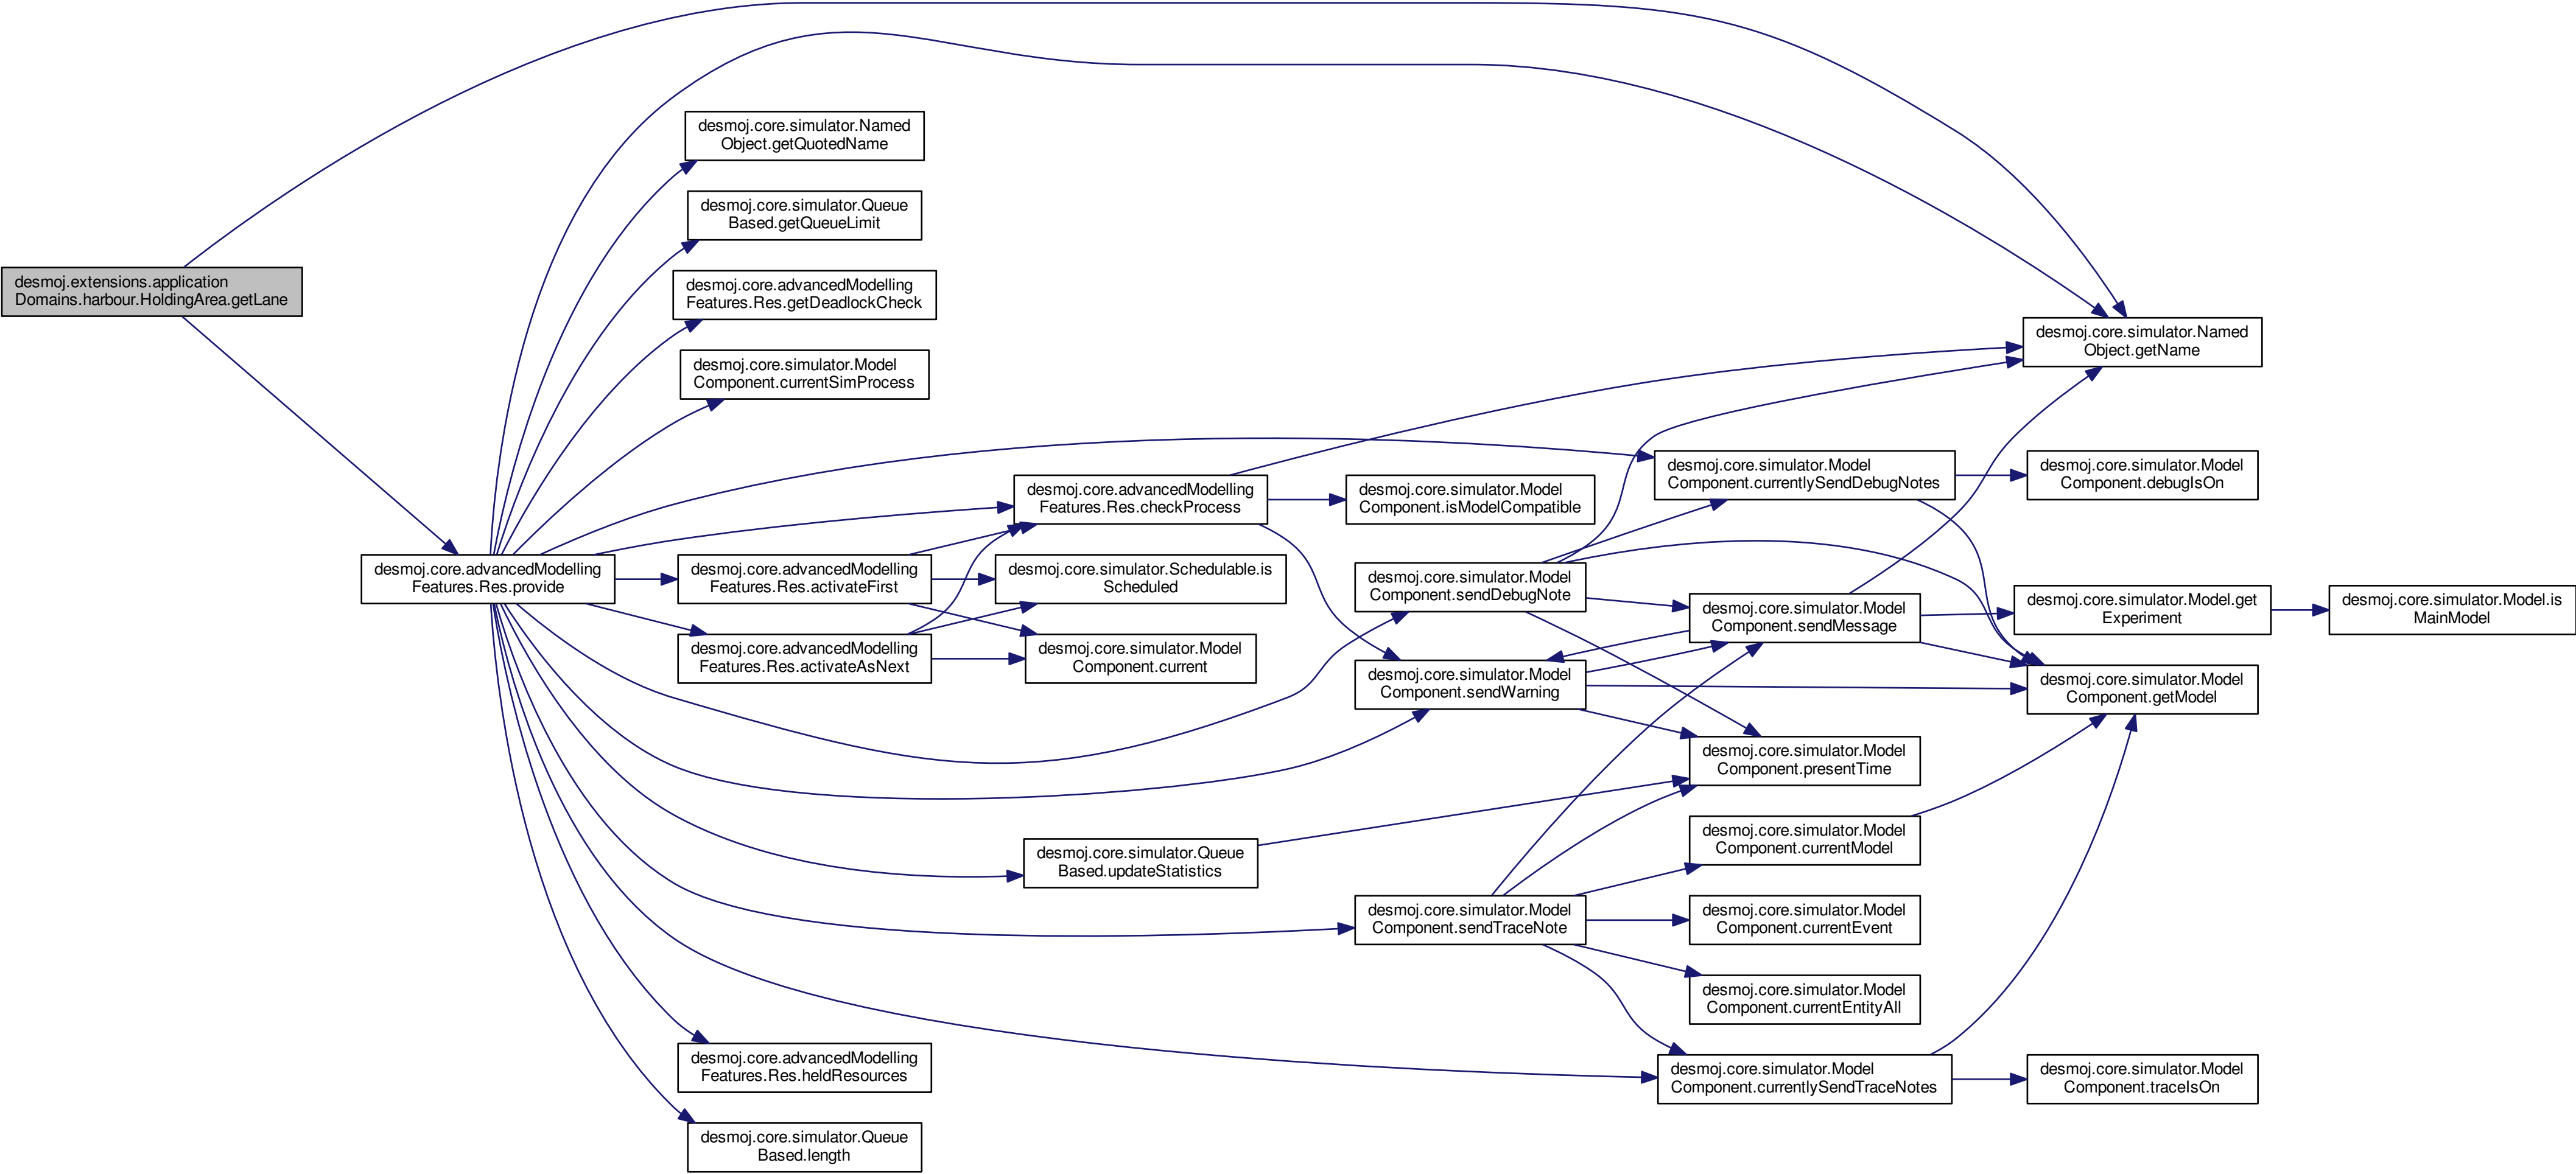 desmoj.extensions.application
Domains.harbour.HoldingArea.getLane
desmoj.core.advancedModelling
Features.Res.provide
desmoj.core.simulator.Named
Object.getQuotedName
desmoj.core.simulator.Queue
Based.getQueueLimit
desmoj.core.advancedModelling
Features.Res.getDeadlockCheck
desmoj.core.simulator.Model
Component.currentSimProcess
desmoj.core.advancedModelling
Features.Res.activateFirst
desmoj.core.advancedModelling
Features.Res.activateAsNext
desmoj.core.advancedModelling
Features.Res.heldResources
desmoj.core.simulator.Queue
Based.length
desmoj.core.advancedModelling
Features.Res.checkProcess
desmoj.core.simulator.Schedulable.is
Scheduled
desmoj.core.simulator.Model
Component.current
desmoj.core.simulator.Queue
Based.updateStatistics
desmoj.core.simulator.Model
Component.isModelCompatible
desmoj.core.simulator.Model
Component.sendDebugNote
desmoj.core.simulator.Model
Component.sendWarning
desmoj.core.simulator.Model
Component.sendTraceNote
desmoj.core.simulator.Model
Component.currentlySendDebugNotes
desmoj.core.simulator.Model
Component.sendMessage
desmoj.core.simulator.Model
Component.presentTime
desmoj.core.simulator.Model
Component.currentModel
desmoj.core.simulator.Model
Component.currentEvent
desmoj.core.simulator.Model
Component.currentEntityAll
desmoj.core.simulator.Model
Component.currentlySendTraceNotes
desmoj.core.simulator.Named
Object.getName
desmoj.core.simulator.Model
Component.debugIsOn
desmoj.core.simulator.Model.get
Experiment
desmoj.core.simulator.Model
Component.getModel
desmoj.core.simulator.Model
Component.traceIsOn
desmoj.core.simulator.Model.is
MainModel